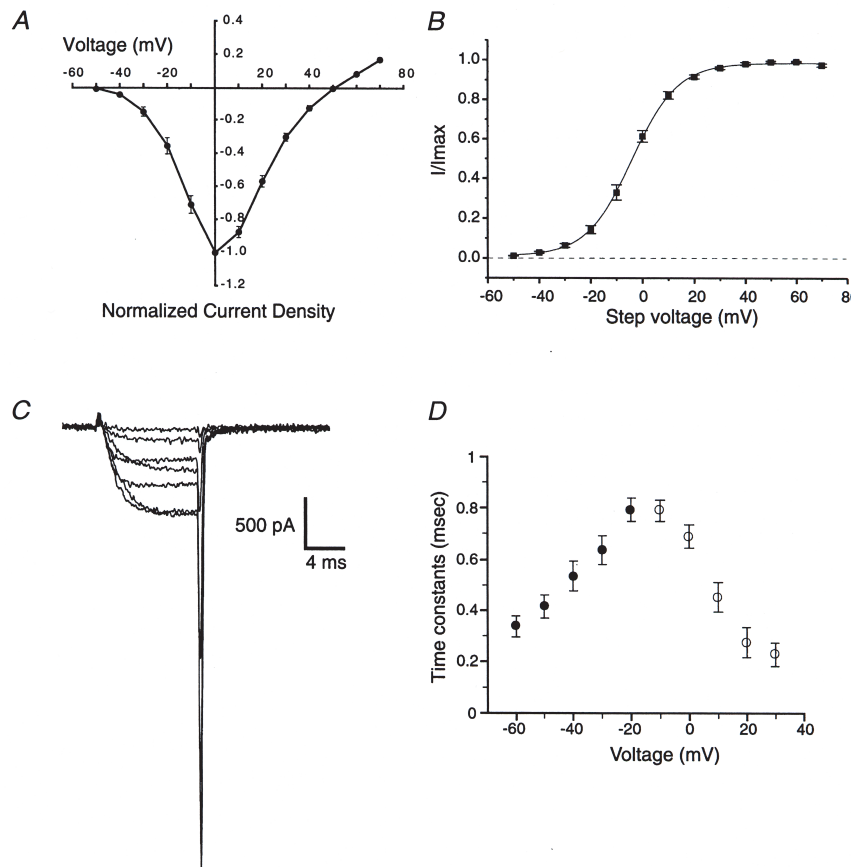 A
Voltage (mV)
-60 -40 -20 20 40 60 80
0.4
0.2
-0.2
-0.4
-0.6
-0.8
-1.0
-1.2
Normalized Current Density
B
I/Imax
1.0
0.8
0.6
0.4
0.2
0.0
-60 -40 -20 0 20 40 60 8
Step voltage (mV)
C
500 pA
4 ms
D
Time constants (msec)
1
0.8
0.6
0.4
0.2
0
-60 -40 -20 0 20 40
Voltage (mV)